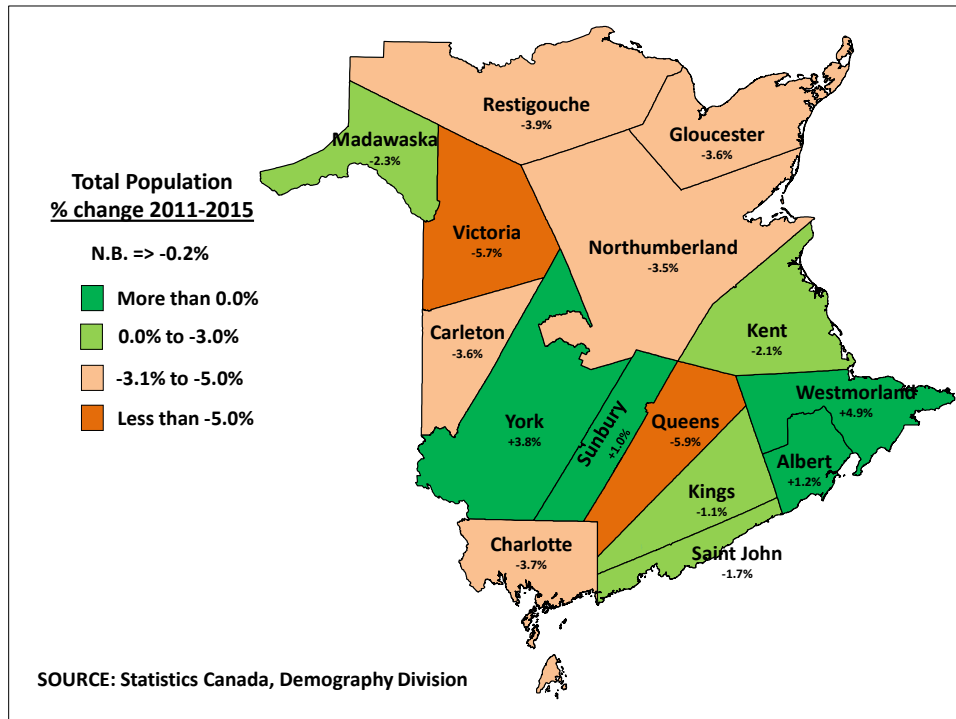 Restigouche
-3.9%
Gloucester
-3.6%
Madawaska
-2.3%
Total Population
% change 2011-2015
N.B. => -0.2%
More than 0.0%
0.0% to -3.0%
-3.1% to -5.0%
Less than -5.0%
Victoria
-5.7%
Northumberland
-3.5%
Carleton
-3.6%
Kent
-2.1%
Westmorland
+4.9%
York
+3.8%
Sunbury
+1.0%
Queens
-5.9%
Albert
+1.2%
Kings
-1.1%
Charlotte
-3.7%
Saint John
-1.7%
SOURCE: Statistics Canada, Demography Division